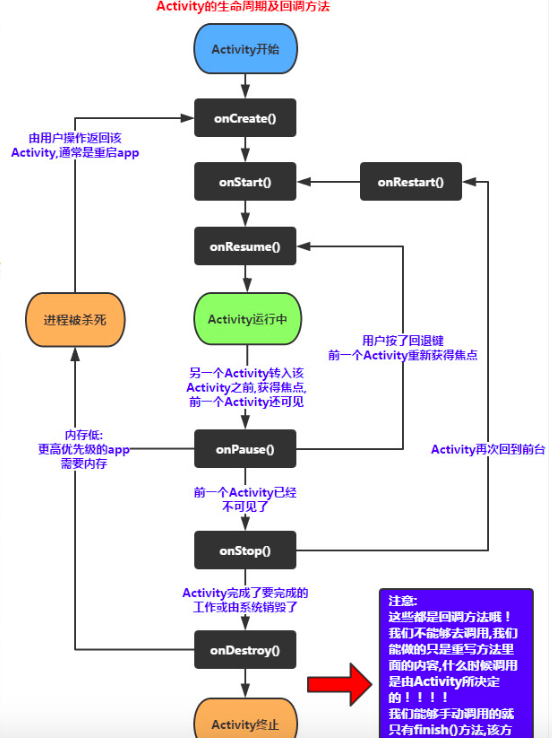 Activity的生命周期及回调方法
Activity开始
onCreate()
由用户操作返回该
Activity,通常是重启app
onStart()
onRestart()
onResume()
进程被杀死
Activity运行中
用户按了回退键
前一个Activity重新获得焦点
另一个Activity转入该
Activity之前,获得焦点,
前一个Activity还可见
内存低:
更高优先级的app
需要内存
onPause()
Activity再次回到前台
前一个Activity已经
不可见了
onStop()
Activity完成了要完成的
工作或由系统销毁了
onDestroy()
Activity终止
注意:
这些都是回调方法哦！
我们不能够去调用,我们
能做的只是重写方法里
面的内容,什么时候调用
是由Activity所决定
的！！！！
我们能够手动调用的就
只有finish()方法,该方